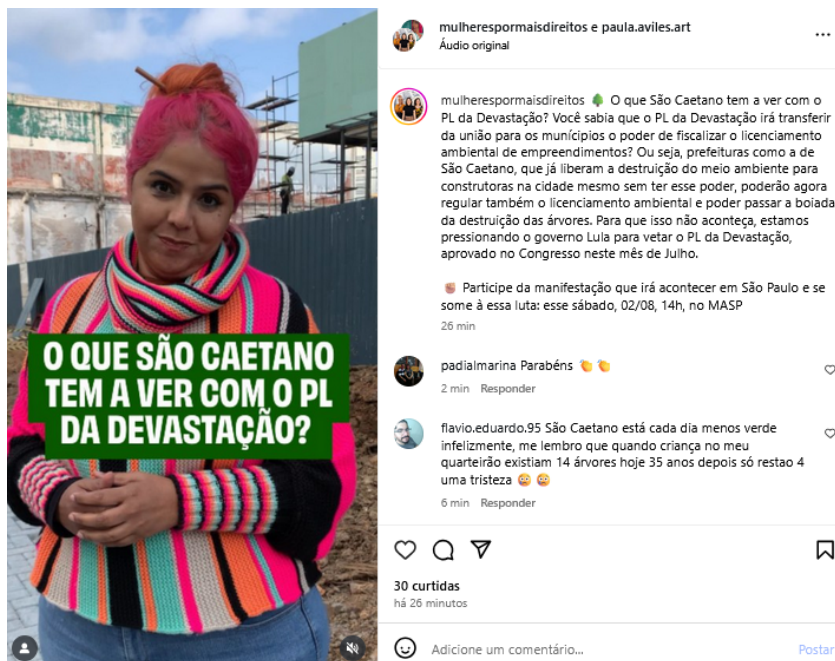 O QUE SÃO CAETANO
TEM A VER COM O PL
DA DEVASTAÇÃO?
mulherespormaisdireitos e paula.aviles.art
Áudio original
mulherespormaisdireitos 🌳 O que São Caetano tem a ver com o
PL da Devastação? Você sabia que o PL da Devastação irá transferir
da união para os munícipios o poder de fiscalizar o licenciamento
ambiental de empreendimentos? Ou seja, prefeituras como a de
São Caetano, que já liberam a destruição do meio ambiente para
construtoras na cidade mesmo sem ter esse poder, poderão agora
regular também o licenciamento ambiental e poder passar a boiada
da destruição das árvores. Para que isso não aconteça, estamos
pressionando o governo Lula para vetar o PL da Devastação,
aprovado no Congresso neste mês de Julho.
✊🏽 Participe da manifestação que irá acontecer em São Paulo e se
some à essa luta: esse sábado, 02/08, 14h, no MASP
26 min
padialmarina Parabéns 👏 👏
2 min Responder
flavio.eduardo.95 São Caetano está cada dia menos verde
infelizmente, me lembro que quando criança no meu
quarteirão existiam 14 árvores hoje 35 anos depois só restao 4
uma tristeza 😳 😳
6 min Responder
30 curtidas
há 26 minutos
Adicione um comentário...
Postar